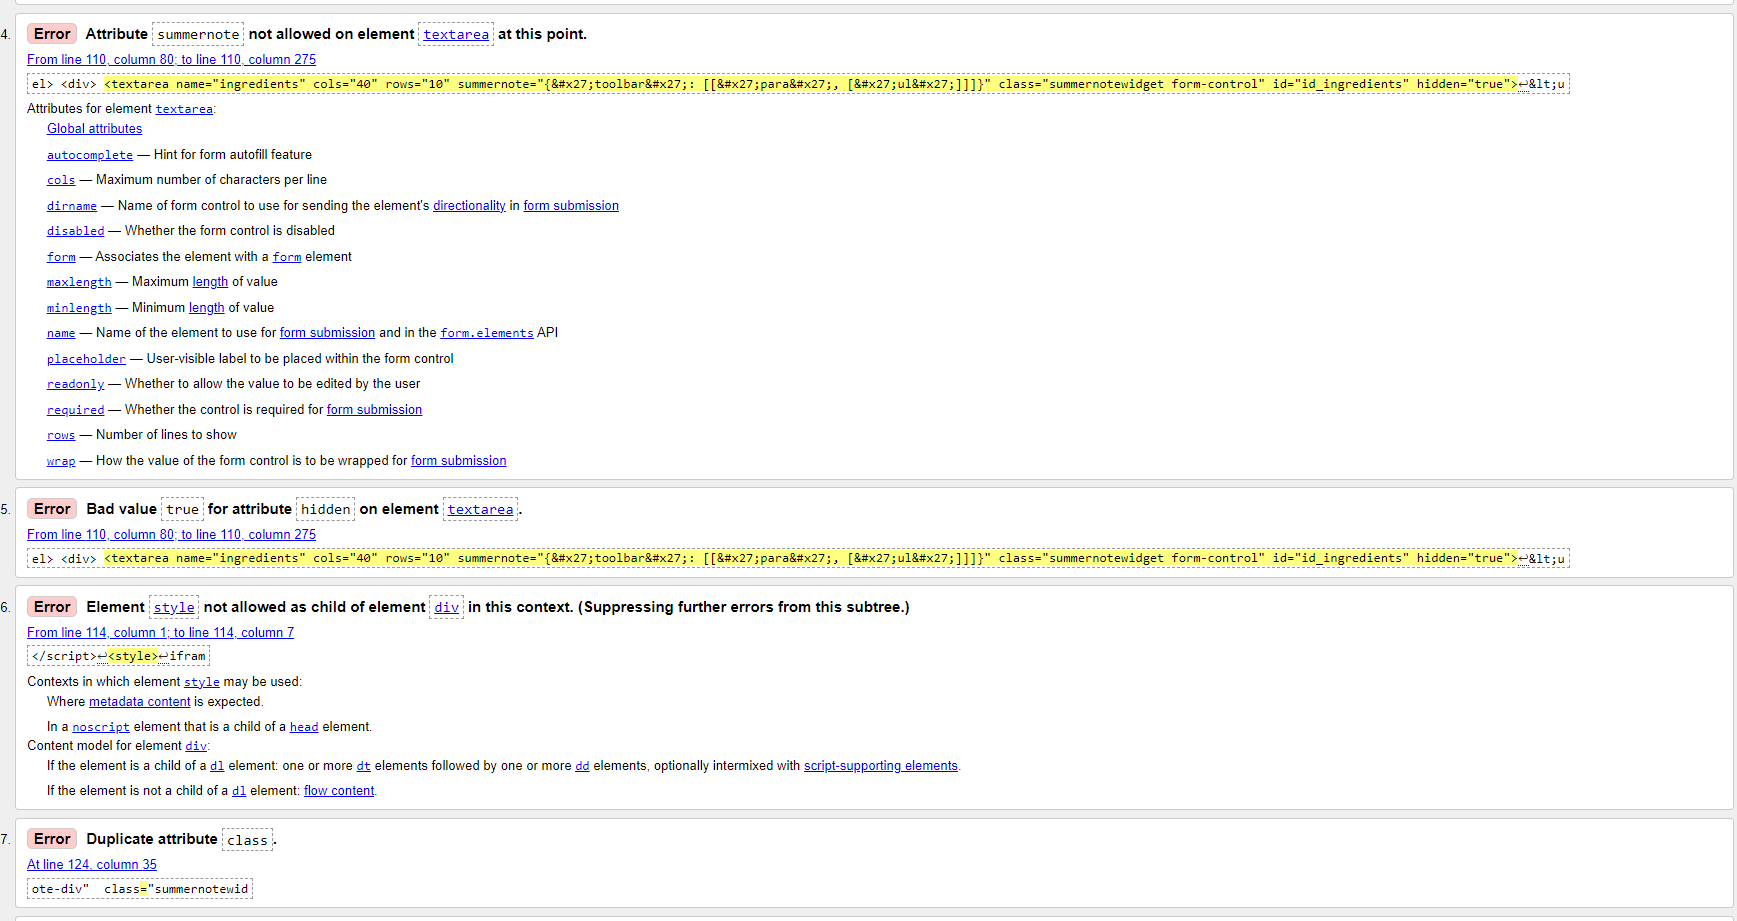 4. Error Attribute summernote not allowed on element textarea at this point.
From line 110, column 80; to line 110, column 275
el> <div> <textarea name="ingredients" cols="40" rows="10" summernote="{&#x27;toolbar&#x27;: [[&#x27;para&#x27;, [&#x27;ul&#x27;]]]}" class="summernotewidget form-control" id="id_ingredients" hidden="true">↩&lt;u
Attributes for element textarea:
Global attributes
autocomplete — Hint for form autofill feature
cols — Maximum number of characters per line
dirname — Name of form control to use for sending the element's directionality in form submission
disabled — Whether the form control is disabled
form — Associates the element with a form element
maxlength — Maximum length of value
minlength — Minimum length of value
name — Name of the element to use for form submission and in the form.elements API
placeholder — User-visible label to be placed within the form control
readonly — Whether to allow the value to be edited by the user
required — Whether the control is required for form submission
rows — Number of lines to show
wrap — How the value of the form control is to be wrapped for form submission
5. Error Bad value true for attribute hidden on element textarea.
From line 110, column 80; to line 110, column 275
el> <div> <textarea name="ingredients" cols="40" rows="10" summernote="{&#x27;toolbar&#x27;: [[&#x27;para&#x27;, [&#x27;ul&#x27;]]]}" class="summernotewidget form-control" id="id_ingredients" hidden="true">↩&lt;u
6. Error Element style not allowed as child of element div in this context. (Suppressing further errors from this subtree.)
From line 114, column 1; to line 114, column 7
</script>↩<style>↩ifram
Contexts in which element style may be used:
Where metadata content is expected.
In a noscript element that is a child of a head element.
Content model for element div:
If the element is a child of a dl element: one or more dt elements followed by one or more dd elements, optionally intermixed with script-supporting elements.
If the element is not a child of a dl element: flow content.
7. Error Duplicate attribute class.
At line 124, column 35
ote-div"  class="summernotewid